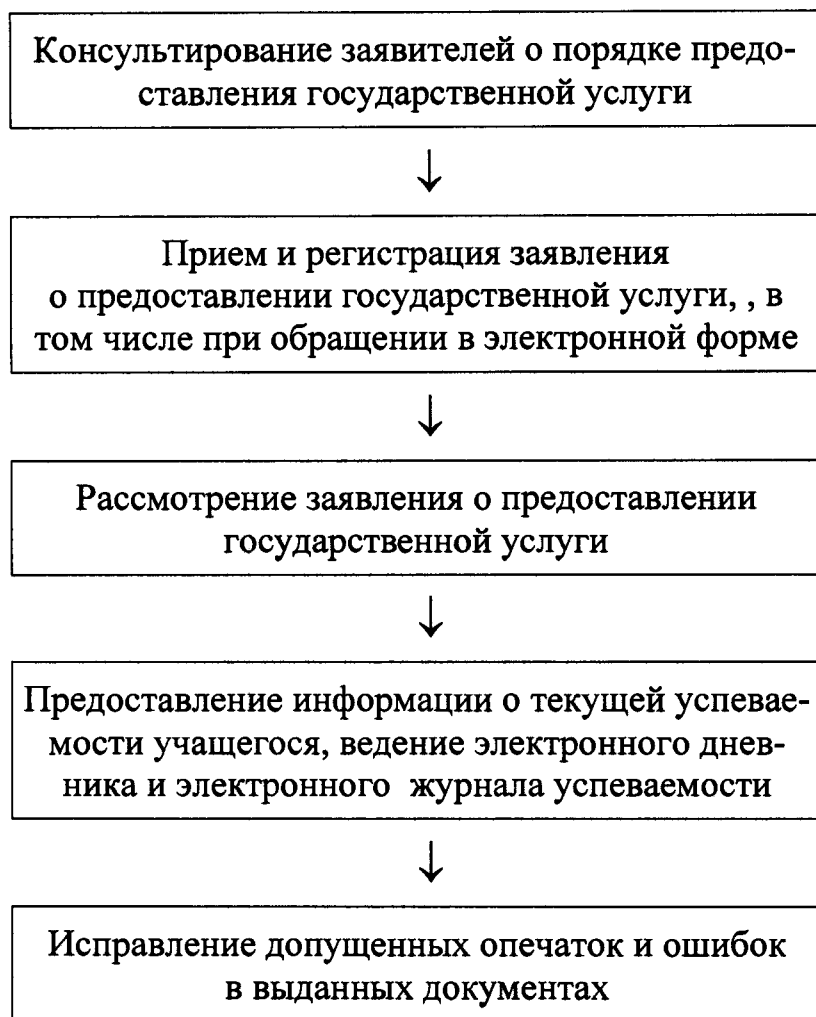 Консультирование заявителей о порядке предо-
ставления государственной услуги
↓
Прием и регистрация заявления
о предоставлении государственной услуги, , в
том числе при обращении в электронной форме
↓
Рассмотрение заявления о предоставлении
государственной услуги
↓
Предоставление информации о текущей успевае-
мости учащегося, ведение электронного днев-
ника и электронного журнала успеваемости
↓
Исправление допущенных опечаток и ошибок
в выданных документах